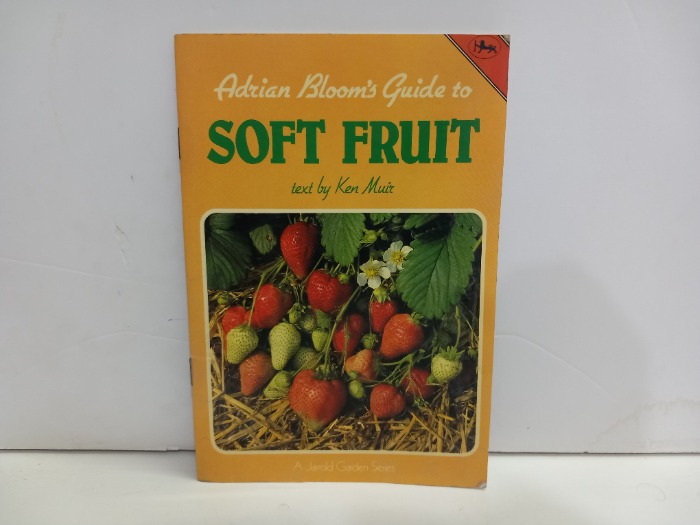 Adrian Bloom's Guide to
SOFT FRUIT
text by Ken Muir
A Jarrold Garden Series